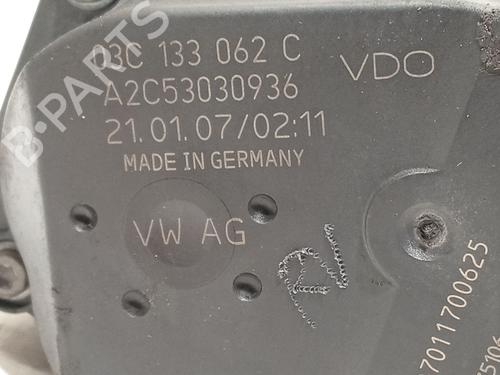 03C 133 062 C
VDO
A2C53030936
21.01.07/02:11
MADE IN GERMANY
VW AG
B-PARTS
7011700625